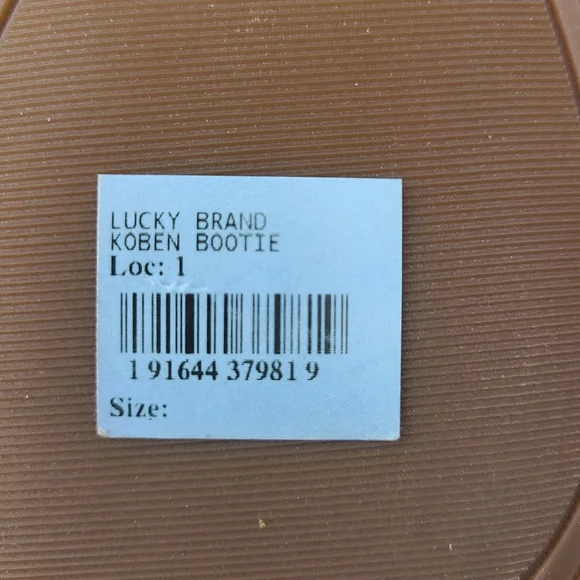 LUCKY BRAND
KOBEN BOOTIE
Loc: 1
1 91644 37981 9
Size: